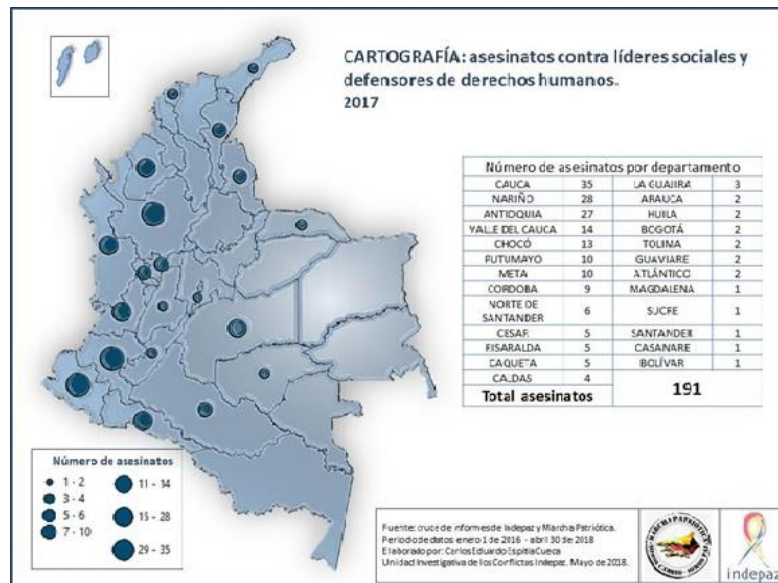 CARTOGRAFÍA: asesinatos contra líderes sociales y
defensores de derechos humanos.
2017
Número de asesinatos por departamento
CAUCA 35 LA GUAJIRA 3
NARIÑO 28 ARAUCA 2
ANTIOQUIA 27 HUILA 2
VALLE DEL CAUCA 14 BOGOTÁ 2
CHOCÓ 13 TOLIMA 2
PUTUMAYO 10 GUAVIARE 2
META 10 ATLÁNTICO 2
CORDOBA 9 MAGDALENA 1
NORTE DE
SANTANDER 6 SUCRE 1
CESAR 5 SANTANDER 1
RISARALDA 5 CASANARE 1
CAQUETA 5 BOLÍVAR 1
CALDAS 4
Total asesinatos 191
Número de asesinatos
1 - 2
3 - 4
5 - 6
7 - 10
11 - 14
15 - 28
29 - 35
Fuente: cruce de informes de Indepaz y Marcha Patriótica.
Periodo de datos enero 1 de 2016 - abril 30 de 2018
Elaborado por: Carlos Eduardo Espitia Cueca
Unidad Investigativa de los Conflictos Indepaz. Mayo de 2018.
MARCHA PATRIOTICA
indepaz